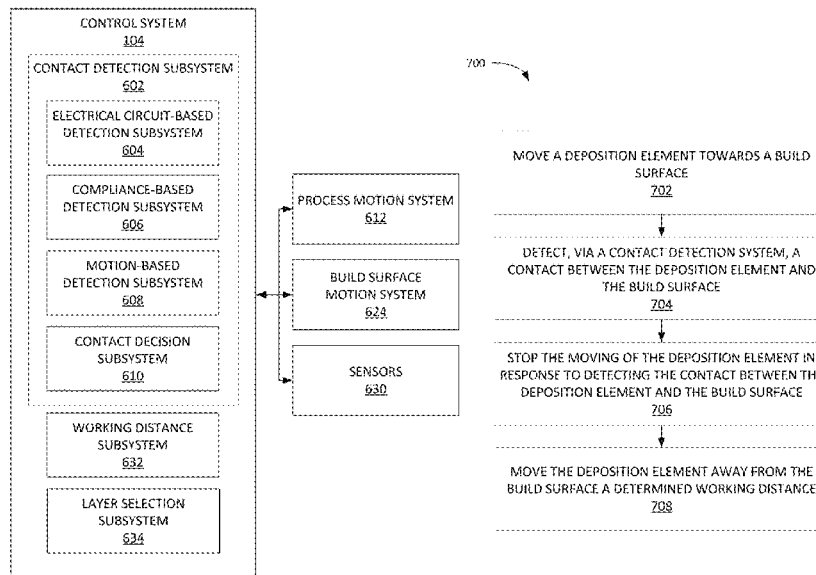 CONTROL SYSTEM
104
CONTACT DETECTION SUBSYSTEM
602
ELECTRICAL CIRCUIT-BASED
DETECTION SUBSYSTEM
604
COMPLIANCE-BASED
DETECTION SUBSYSTEM
606
MOTION-BASED
DETECTION SUBSYSTEM
608
CONTACT DECISION
SUBSYSTEM
610
WORKING DISTANCE
SUBSYSTEM
632
LAYER SELECTION
SUBSYSTEM
634
PROCESS MOTION SYSTEM
612
BUILD SURFACE
MOTION SYSTEM
624
SENSORS
630
700
MOVE A DEPOSITION ELEMENT TOWARDS A BUILD
SURFACE
702
DETECT, VIA A CONTACT DETECTION SYSTEM, A
CONTACT BETWEEN THE DEPOSITION ELEMENT AND
THE BUILD SURFACE
704
STOP THE MOVING OF THE DEPOSITION ELEMENT IN
RESPONSE TO DETECTING THE CONTACT BETWEEN TH
DEPOSITION ELEMENT AND THE BUILD SURFACE
706
MOVE THE DEPOSITION ELEMENT AWAY FROM THE
BUILD SURFACE A DETERMINED WORKING DISTANCE
708